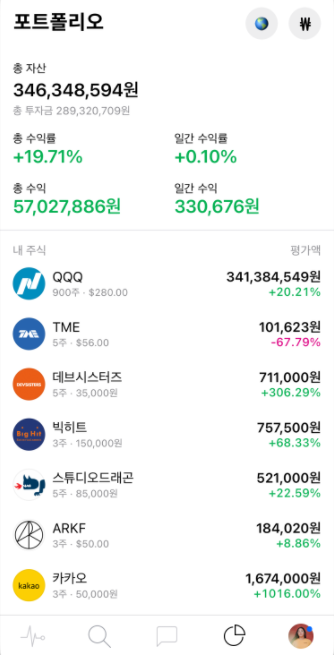 포트폴리오
₩
총 자산
346,348,594원
총 투자금 289,320,709원
총 수익률
일간 수익률
+19.71%
+0.10%
총 수익
일간 수익
57,027,886원
330,676원
내 주식
평가액
QQQ
341,384,549원
900주 · $280.00
+20.21%
TME
TME
101,623원
5주 · $56.00
-67.79%
데브시스터즈
711,000원
5주 · 35,000원
+306.29%
Big Hit
빅히트
757,500원
3주 · 150,000원
+68.33%
스튜디오드래곤
521,000원
5주 · 85,000원
+22.59%
ARKF
184,020원
3주 · $50.00
+8.86%
kakao
카카오
1,674,000원
3주 · 50,000원
+1016.00%